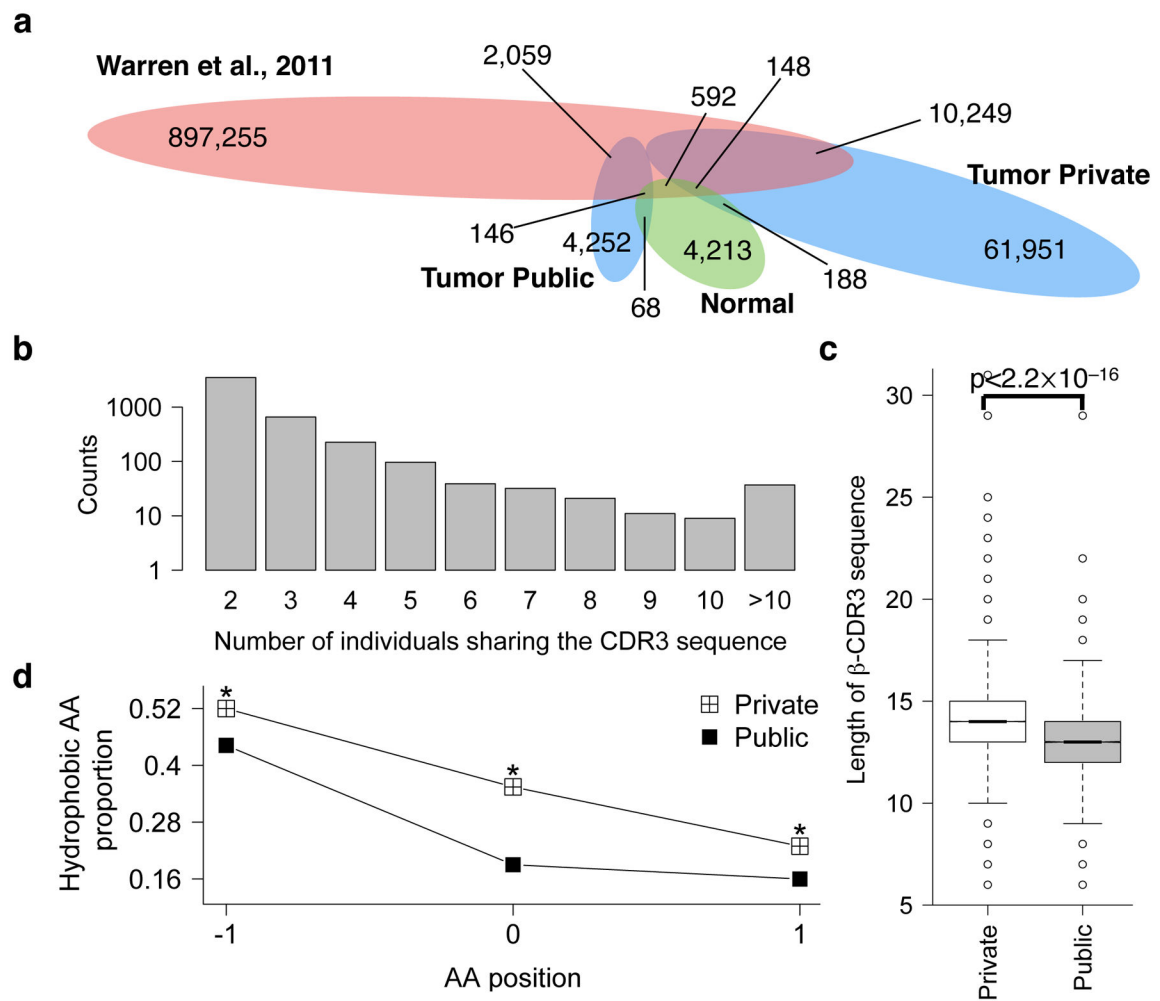 a
Warren et al., 2011
2,059
148
592
10,249
897,255
Tumor Private
146
4,252
4,213
61,951
Tumor Public
188
68
Normal
b
Counts
1000
100
10
1
2 3 4 5 6 7 8 9 10 >10
Number of individuals sharing the CDR3 sequence
c
p<2.2×10⁻¹⁶
Length of β-CDR3 sequence
30
25
20
15
10
5
Private
Public
d
Hydrophobic AA
proportion
0.52
0.4
0.28
0.16
* * *
Private
Public
-1 0 1
AA position